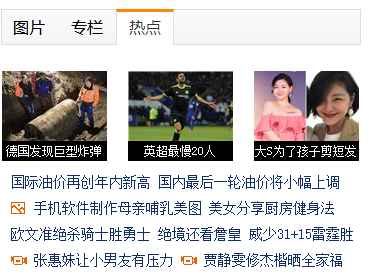 图片 专栏 热点
德国发现巨型炸弹 英超最慢20人 大S为了孩子剪短发
国际油价再创年内新高 国内最后一轮油价将小幅上调
手机软件制作母亲哺乳美图 美女分享厨房健身法
欧文准绝杀骑士胜勇士 绝境还看詹皇 威少31+15雷霆胜
张惠妹让小男友有压力 贾静雯修杰楷晒全家福